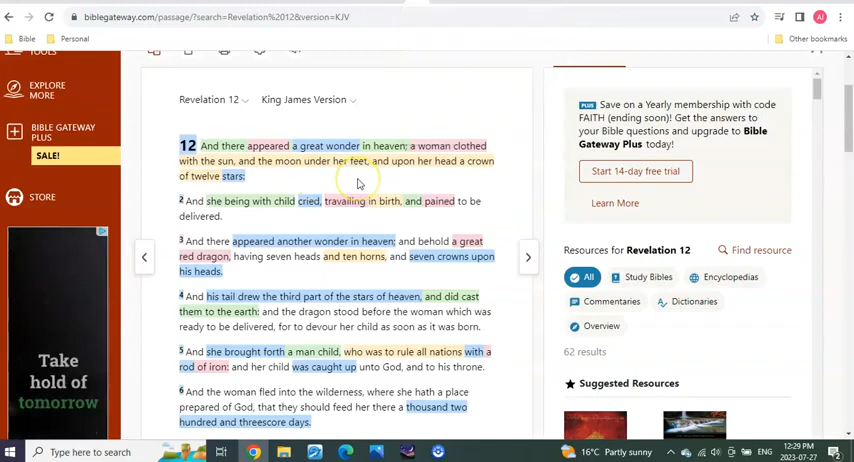 biblegateway.com/passage/?search=Revelation%2012&version=KJV
AI
Bible
Personal
Other bookmarks
TOOLS
EXPLORE
MORE
BIBLE GATEWAY
PLUS
SALE!
STORE
Take
hold of
tomorrow
Revelation 12
King James Version
12 And there appeared a great wonder in heaven; a woman clothed
with the sun, and the moon under her feet, and upon her head a crown
of twelve stars:
2 And she being with child cried, travailing in birth, and pained to be
delivered.
3 And there appeared another wonder in heaven; and behold a great
red dragon, having seven heads and ten horns, and seven crowns upon
his heads.
4 And his tail drew the third part of the stars of heaven, and did cast
them to the earth: and the dragon stood before the woman which was
ready to be delivered, for to devour her child as soon as it was born.
5 And she brought forth a man child, who was to rule all nations with a
rod of iron: and her child was caught up unto God, and to his throne.
6 And the woman fled into the wilderness, where she hath a place
prepared of God, that they should feed her there a thousand two
hundred and threescore days.
PLUS Save on a Yearly membership with code
FAITH (ending soon)! Get the answers to
your Bible questions and upgrade to Bible
Gateway Plus today!
Start 14-day free trial
Learn More
Resources for Revelation 12
Find resource
All
Study Bibles
Encyclopedias
Commentaries
Dictionaries
Overview
62 results
Suggested Resources
Type here to search
16°C Partly sunny
ENG
12:29 PM
2023-07-27
2